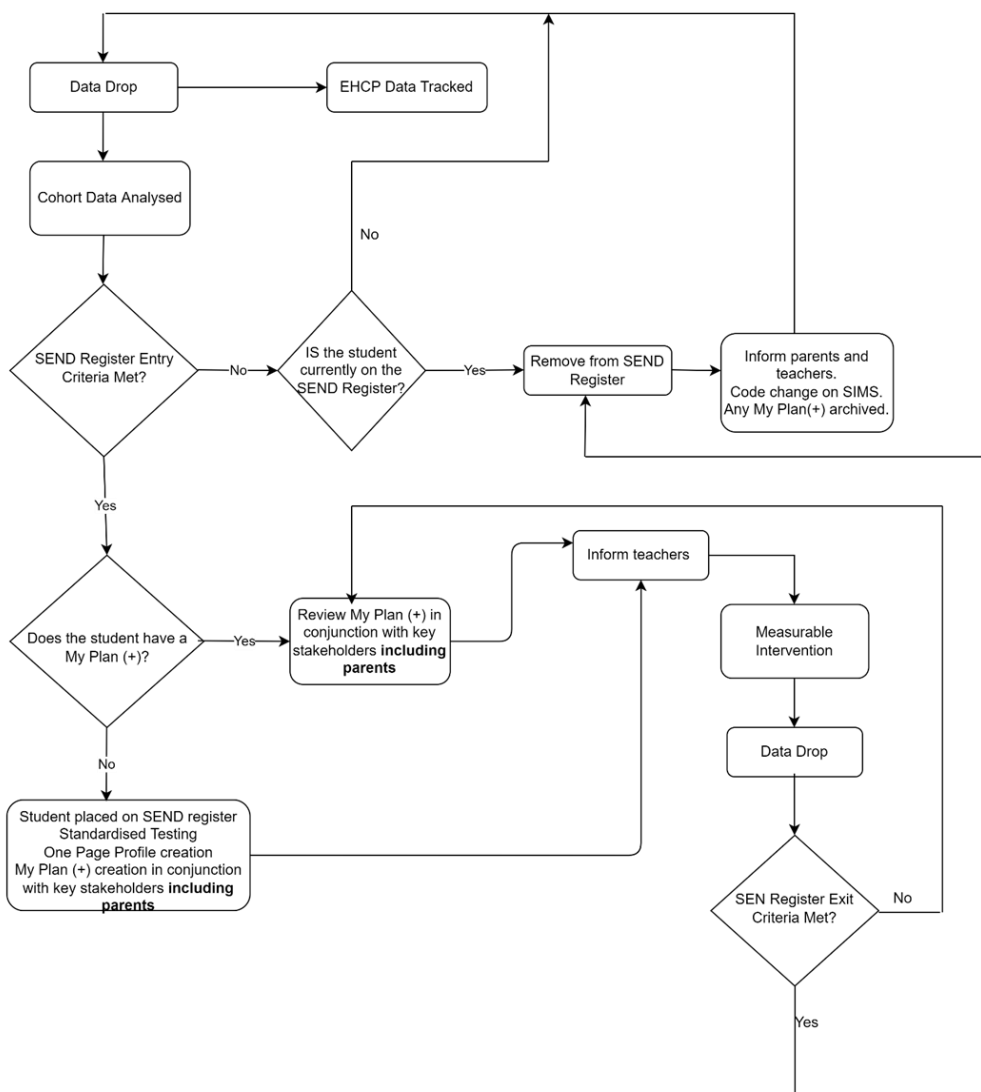 Data Drop
EHCP Data Tracked
Cohort Data Analysed
No
SEND Register Entry
Criteria Met?
No
IS the student
currently on the
SEND Register?
Yes
Remove from SEND
Register
Inform parents and
teachers.
Code change on SIMS.
Any My Plan(+) archived.
Yes
Does the student have a
My Plan (+)?
Yes
Review My Plan (+) in
conjunction with key
stakeholders including
parents
Inform teachers
Measurable
Intervention
Data Drop
No
Student placed on SEND register
Standardised Testing
One Page Profile creation
My Plan (+) creation in conjunction
with key stakeholders including
parents
SEN Register Exit
Criteria Met?
No
Yes